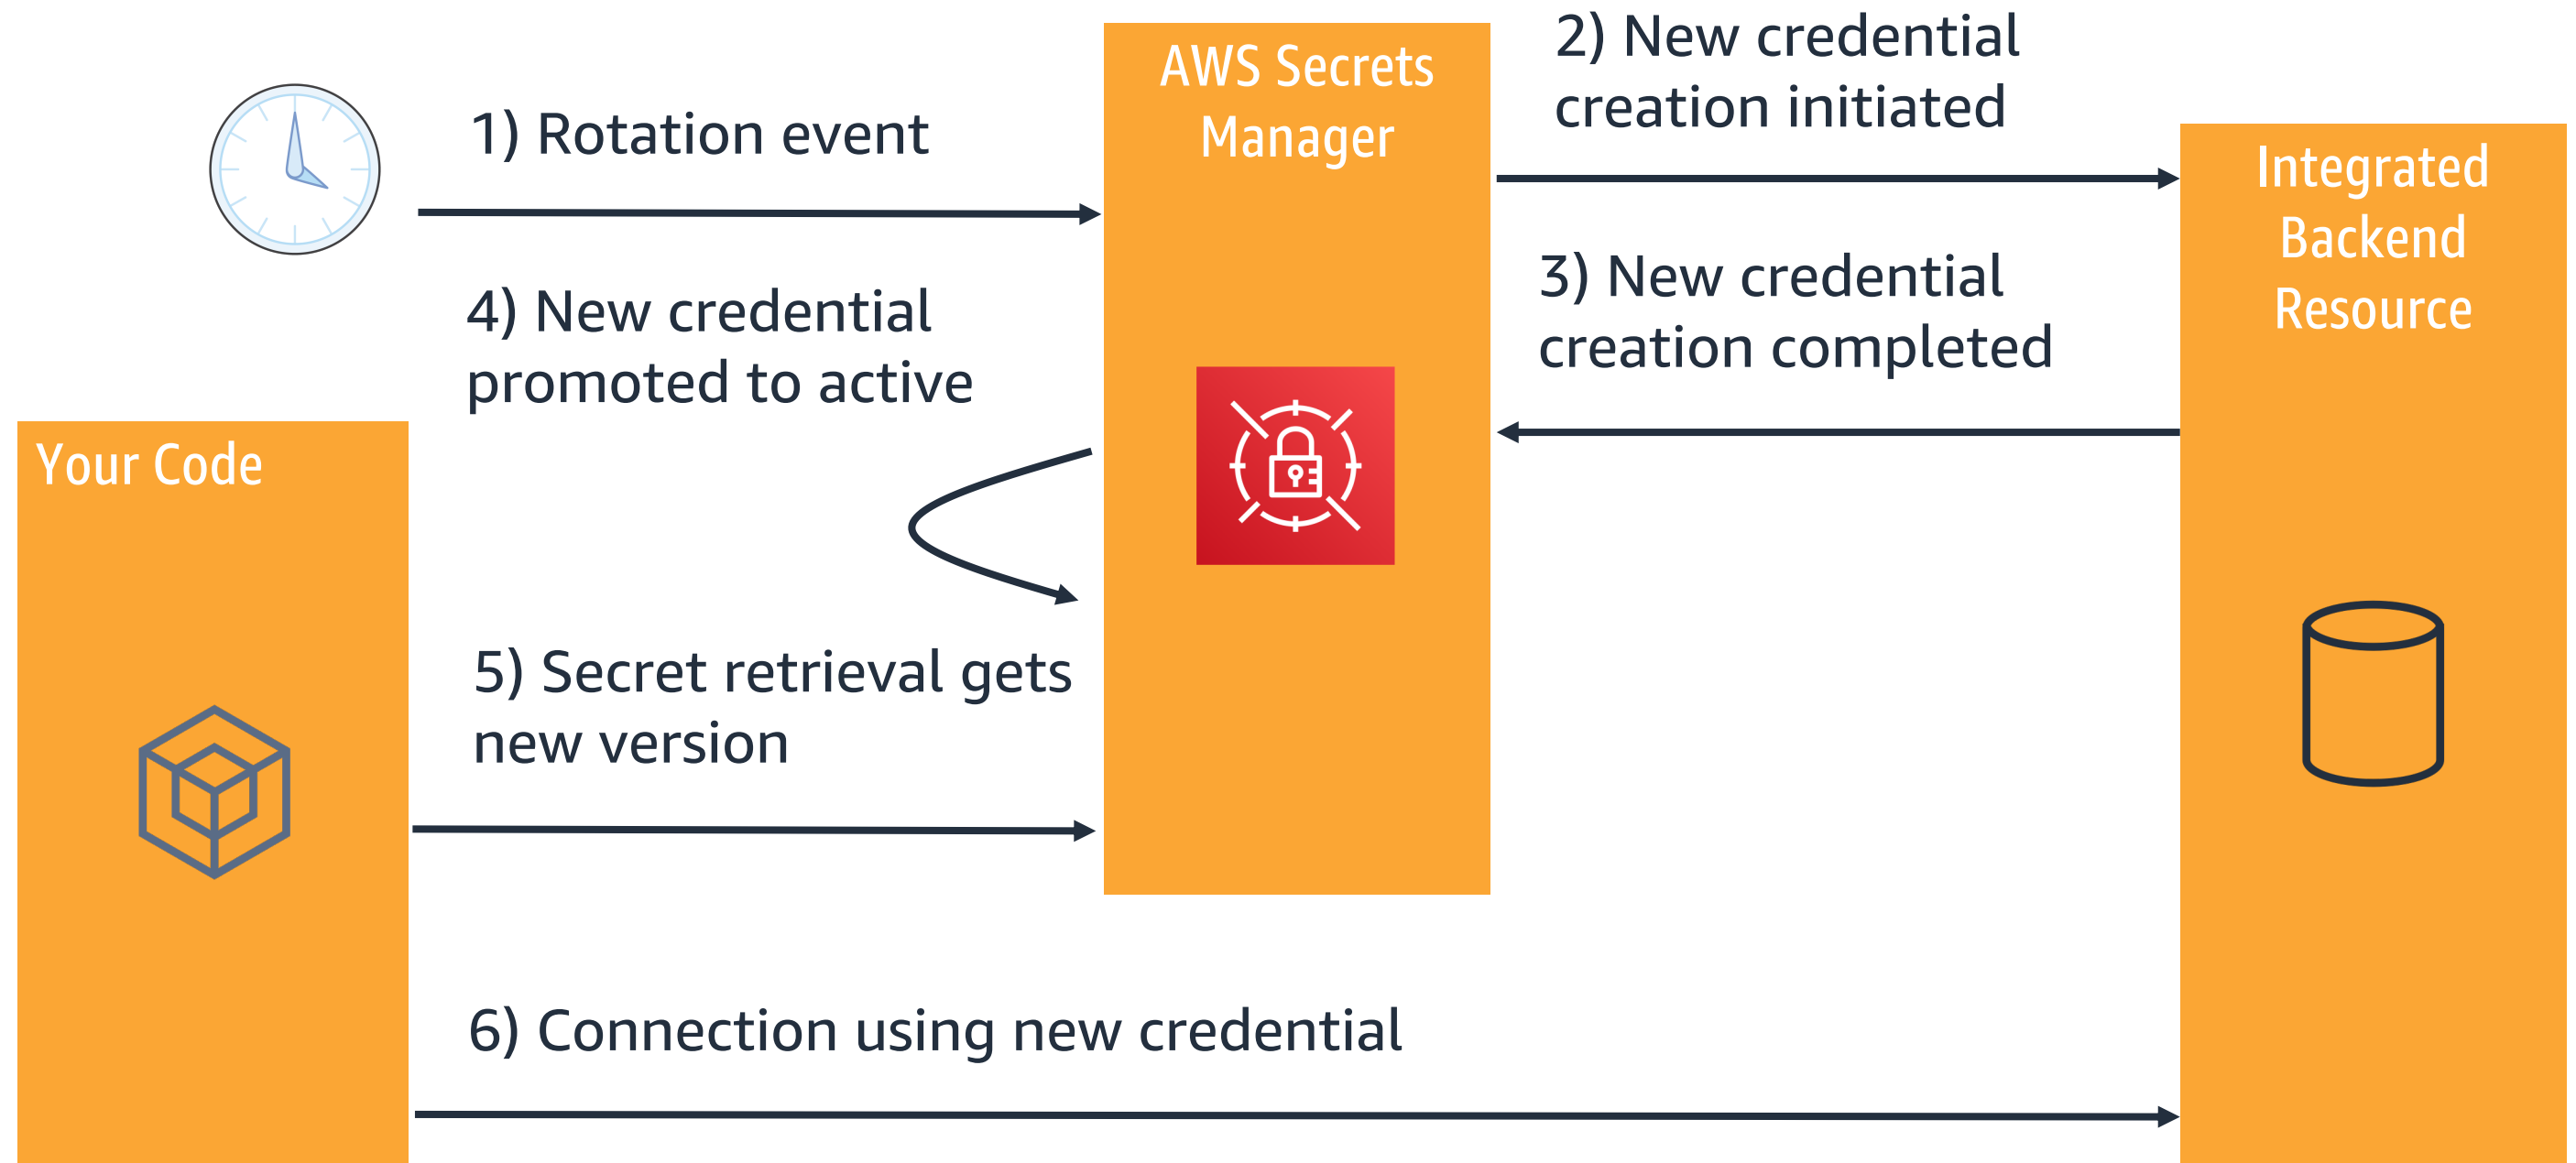 AWS Secrets
Manager
1) Rotation event
2) New credential
creation initiated
Integrated
Backend
Resource
3) New credential
creation completed
4) New credential
promoted to active
Your Code
5) Secret retrieval gets
new version
6) Connection using new credential